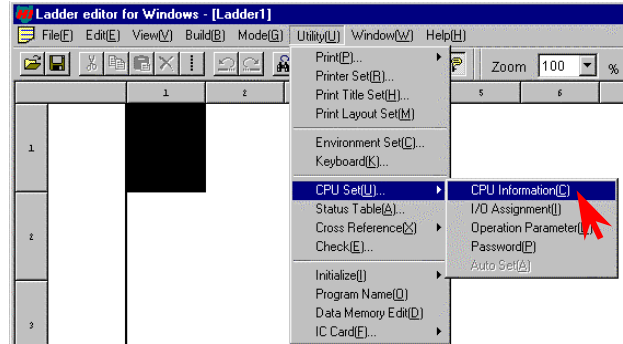 Ladder editor for Windows - [Ladder1]
File(F) Edit(E) View(V) Build(B) Mode(G) Utility(U) Window(W) Help(H)
Zoom 100 %
1 2 5 6
1
2
3
Print(P)...
Printer Set(R)...
Print Title Set(H)...
Print Layout Set(M)
Environment Set(C)...
Keyboard(K)...
CPU Set(U)...
Status Table(A)...
Cross Reference(X)
Check(E)...
Initialize(I)
Program Name(O)
Data Memory Edit(D)
IC Card(F)...
CPU Information(C)
I/O Assignment(I)
Operation Parameter
Password(P)
Auto Set(A)